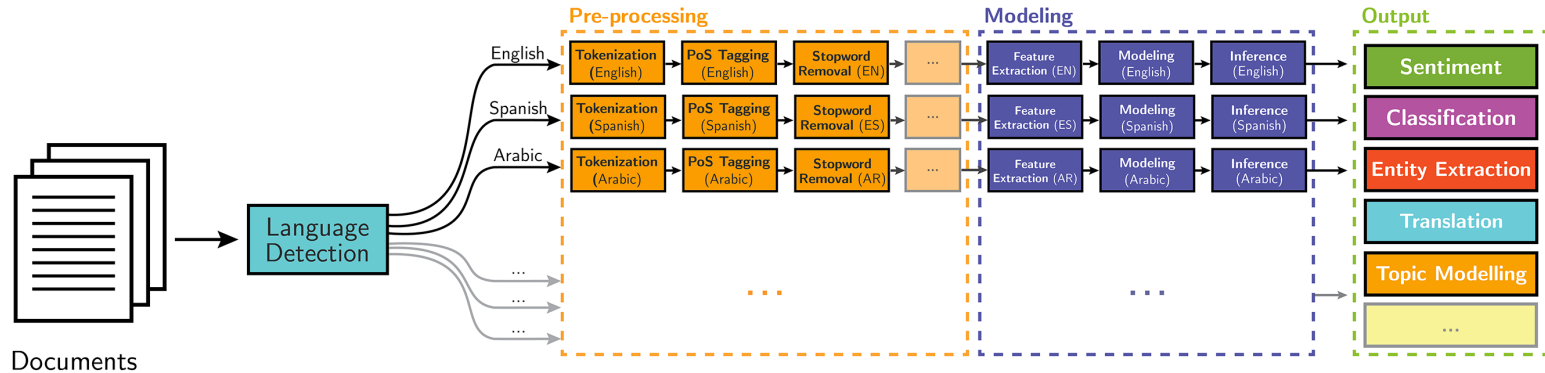 Pre-processing
Modeling
Output
Documents
Language
Detection
English
Tokenization
(English)
PoS Tagging
(English)
Stopword
Removal (EN)
...
Feature
Extraction (EN)
Modeling
(English)
Inference
(English)
Spanish
Tokenization
(Spanish)
PoS Tagging
(Spanish)
Stopword
Removal (ES)
...
Feature
Extraction (ES)
Modeling
(Spanish)
Inference
(Spanish)
Arabic
Tokenization
(Arabic)
PoS Tagging
(Arabic)
Stopword
Removal (AR)
...
Feature
Extraction (AR)
Modeling
(Arabic)
Inference
(Arabic)
...
...
...
...
...
Sentiment
Classification
Entity Extraction
Translation
Topic Modelling
...